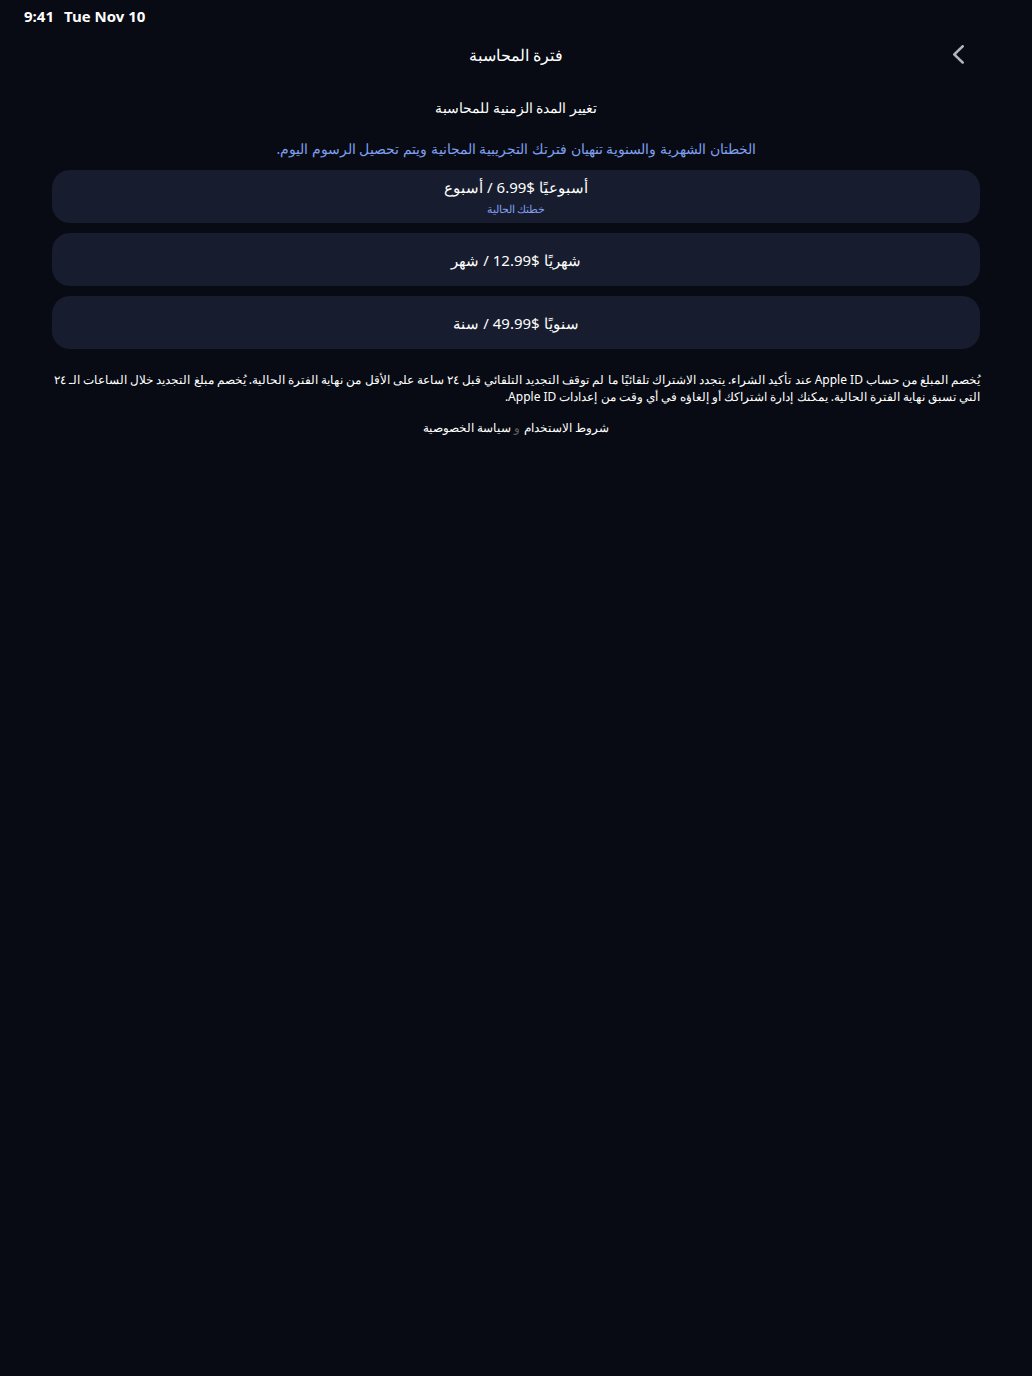 9:41 Tue Nov 10
فترة المحاسبة
تغيير المدة الزمنية للمحاسبة
الخطتان الشهرية والسنوية تنهيان فترتك التجريبية المجانية ويتم تحصيل الرسوم اليوم.
أسبوعيًا $6.99 / أسبوع
خطتك الحالية
شهريًا $12.99 / شهر
سنويًا $49.99 / سنة
يُخصم المبلغ من حساب Apple ID عند تأكيد الشراء. يتجدد الاشتراك تلقائيًا ما لم توقف التجديد التلقائي قبل ٢٤ ساعة على الأقل من نهاية الفترة الحالية. يُخصم مبلغ التجديد خلال الساعات الـ ٢٤
التي تسبق نهاية الفترة الحالية. يمكنك إدارة اشتراكك أو إلغاؤه في أي وقت من إعدادات Apple ID.
شروط الاستخدام و سياسة الخصوصية